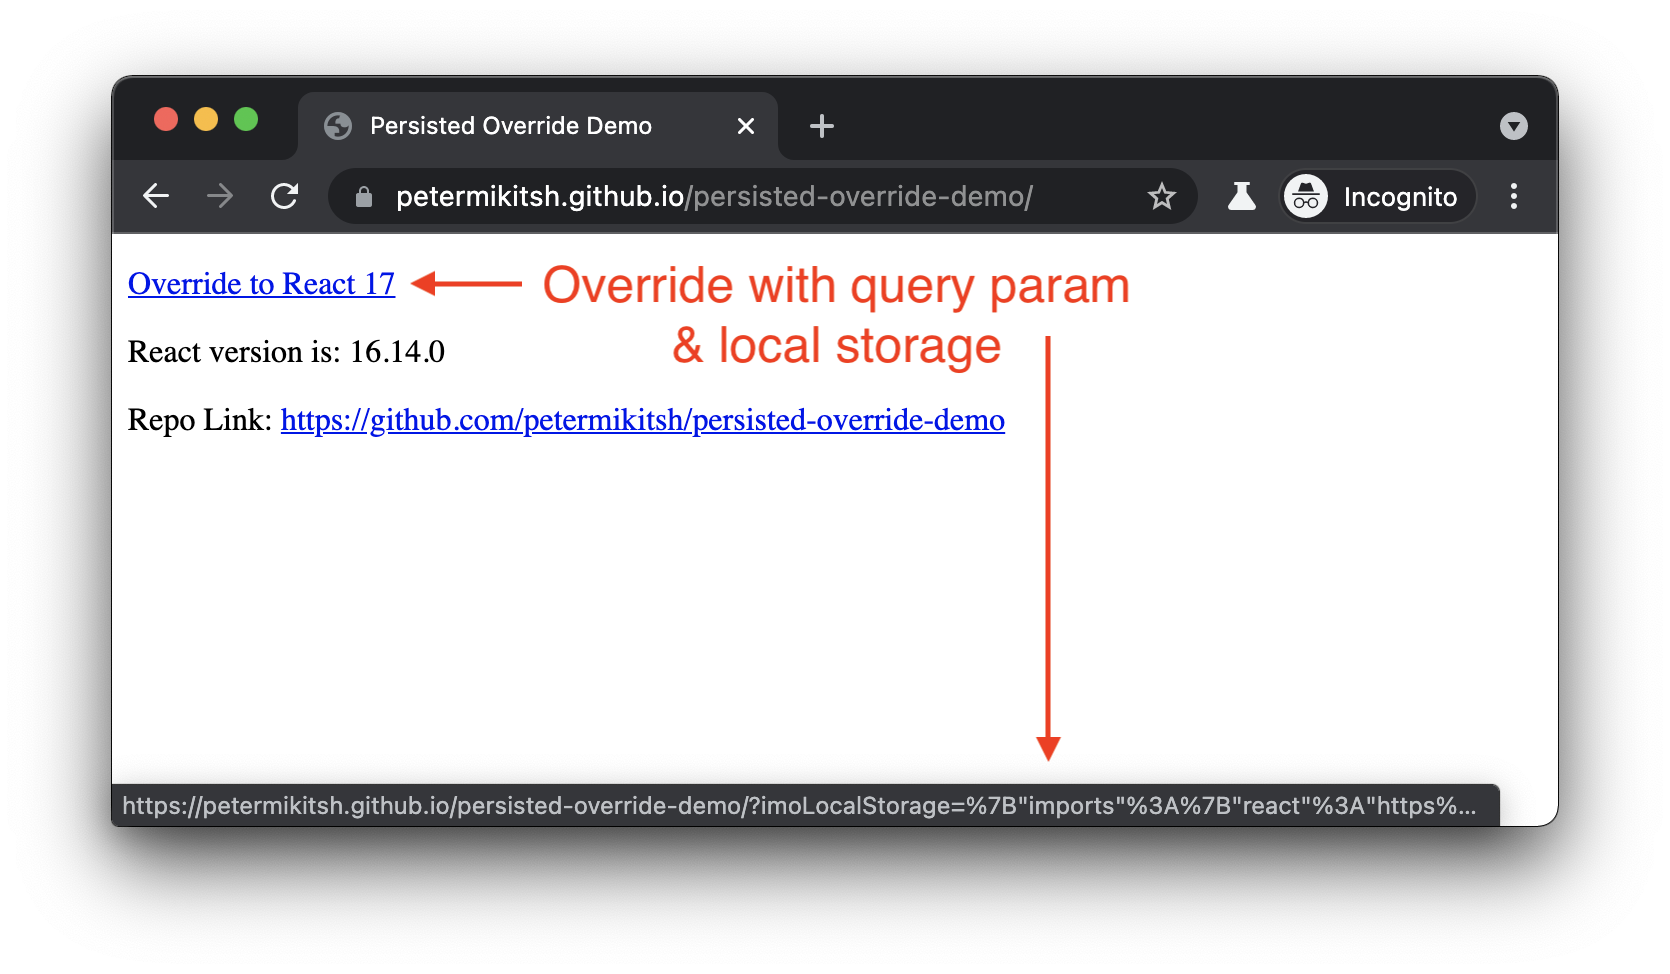 Persisted Override Demo
petermikitsh.github.io/persisted-override-demo/
Incognito
Override to React 17
Override with query param
& local storage
React version is: 16.14.0
Repo Link: https://github.com/petermikitsh/persisted-override-demo
https://petermikitsh.github.io/persisted-override-demo/?imoLocalStorage=%7B"imports"%3A%7B"react"%3A"https%...